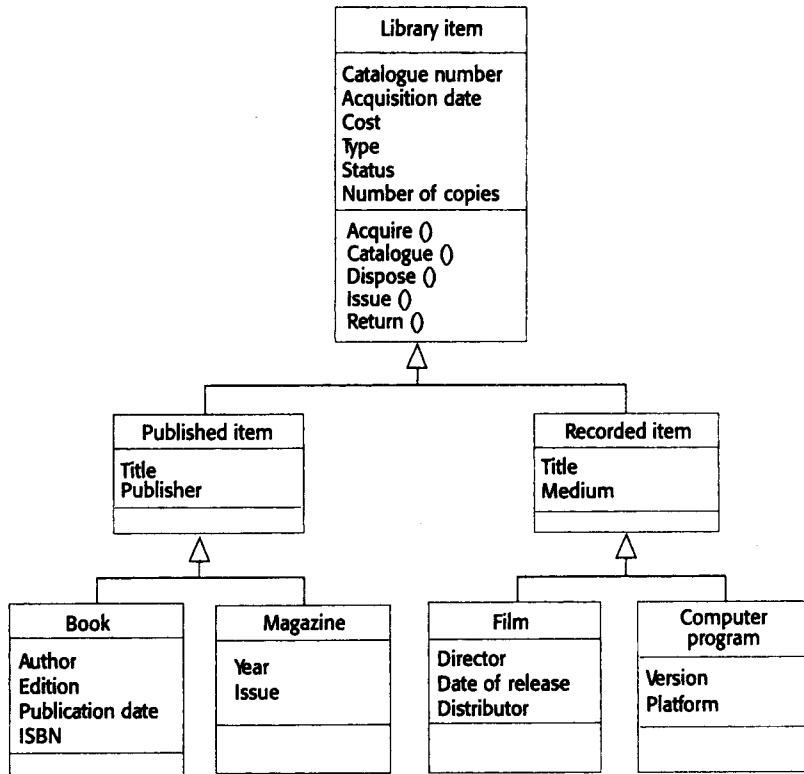 Library item
Catalogue number
Acquisition date
Cost
Type
Status
Number of copies
Acquire ()
Catalogue ()
Dispose ()
Issue ()
Return ()
Published item
Title
Publisher
Recorded item
Title
Medium
Book
Author
Edition
Publication date
ISBN
Magazine
Year
Issue
Film
Director
Date of release
Distributor
Computer
program
Version
Platform